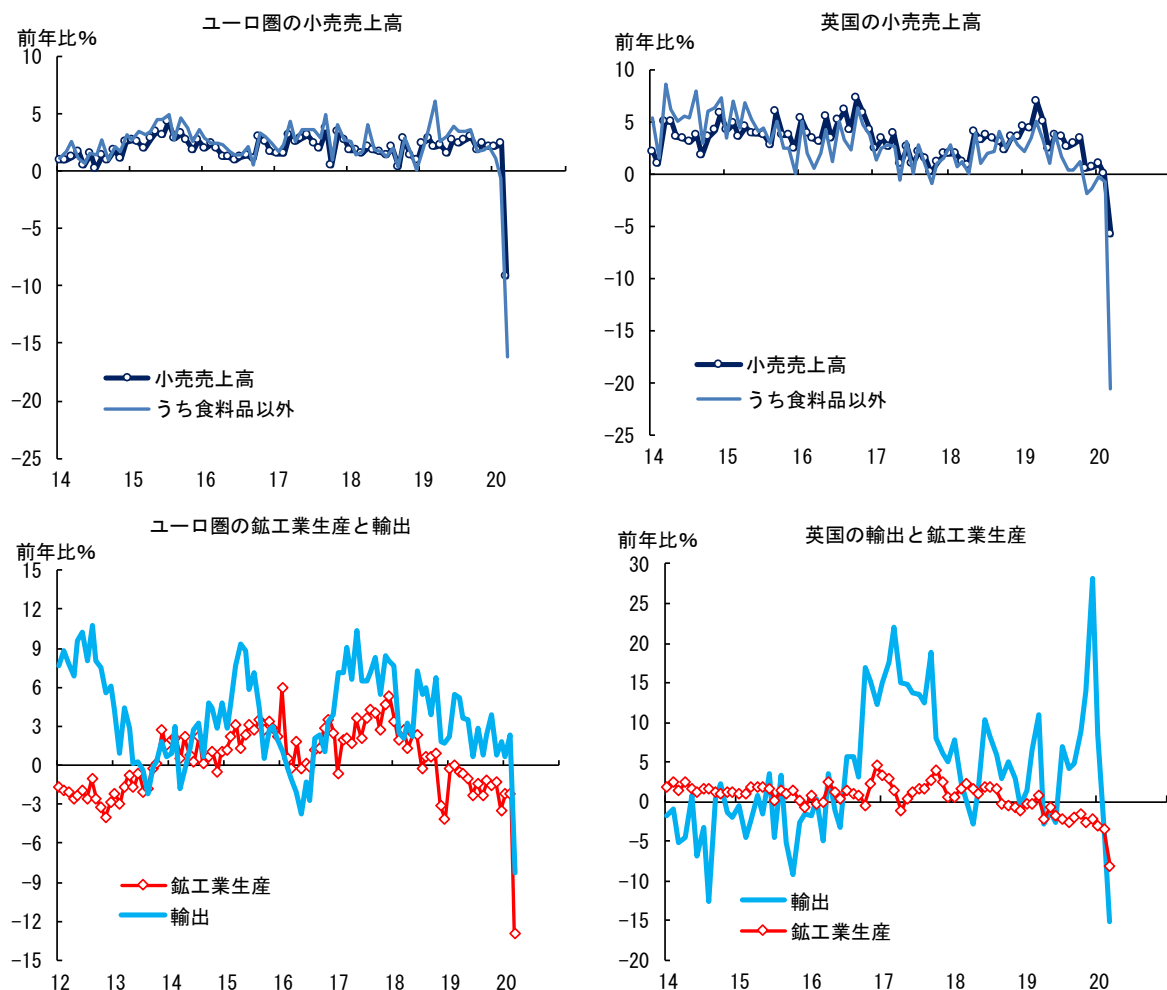 ユーロ圏の小売売上高
前年比%
10
5
0
-5
-10
-15
-20
-25
14 15 16 17 18 19 20
小売売上高
うち食料品以外
英国の小売売上高
前年比%
10
5
0
-5
-10
-15
-20
-25
14 15 16 17 18 19 20
小売売上高
うち食料品以外
ユーロ圏の鉱工業生産と輸出
前年比%
15
12
9
6
3
0
-3
-6
-9
-12
-15
12 13 14 15 16 17 18 19 20
鉱工業生産
輸出
英国の輸出と鉱工業生産
前年比%
30
25
20
15
10
5
0
-5
-10
-15
-20
14 15 16 17 18 19 20
輸出
鉱工業生産